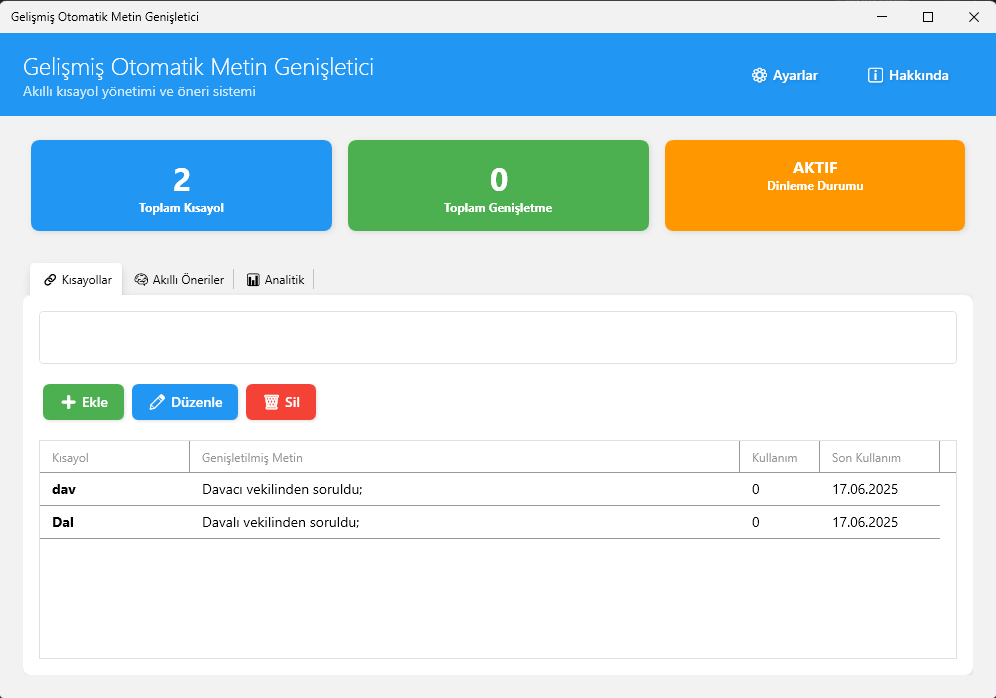 Gelişmiş Otomatik Metin Genişletici
Gelişmiş Otomatik Metin Genişletici
Akıllı kısayol yönetimi ve öneri sistemi
Ayarlar
Hakkında
2
Toplam Kısayol
0
Toplam Genişletme
AKTIF
Dinleme Durumu
Kısayollar
Akıllı Öneriler
Analitik
Ekle
Düzenle
Sil
Kısayol Genişletilmiş Metin Kullanım Son Kullanım
dav Davacı vekilinden soruldu; 0 17.06.2025
Dal Davalı vekilinden soruldu; 0 17.06.2025